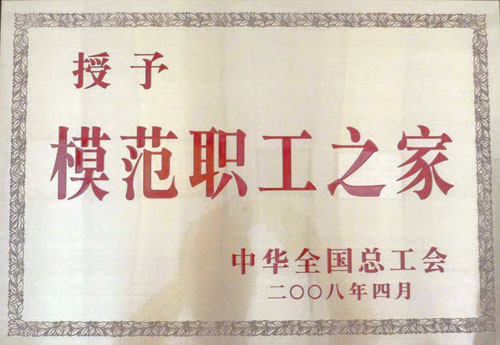 授予
模范职工之家
中华全国总工会
二〇〇八年四月